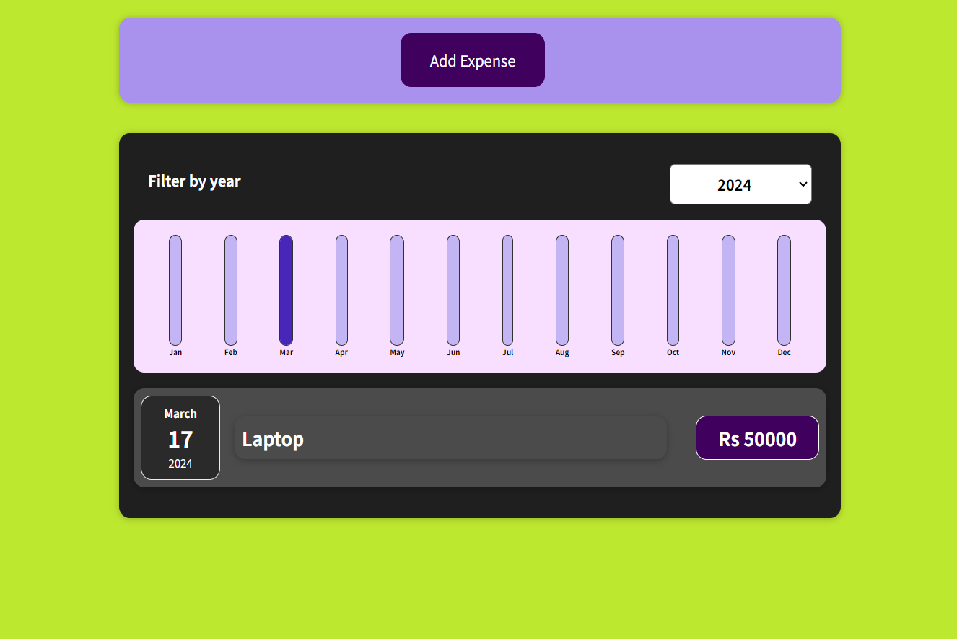 Add Expense
Filter by year
2024
Jan Feb Mar Apr May Jun Jul Aug Sep Oct Nov Dec
March
17
2024
Laptop
Rs 50000